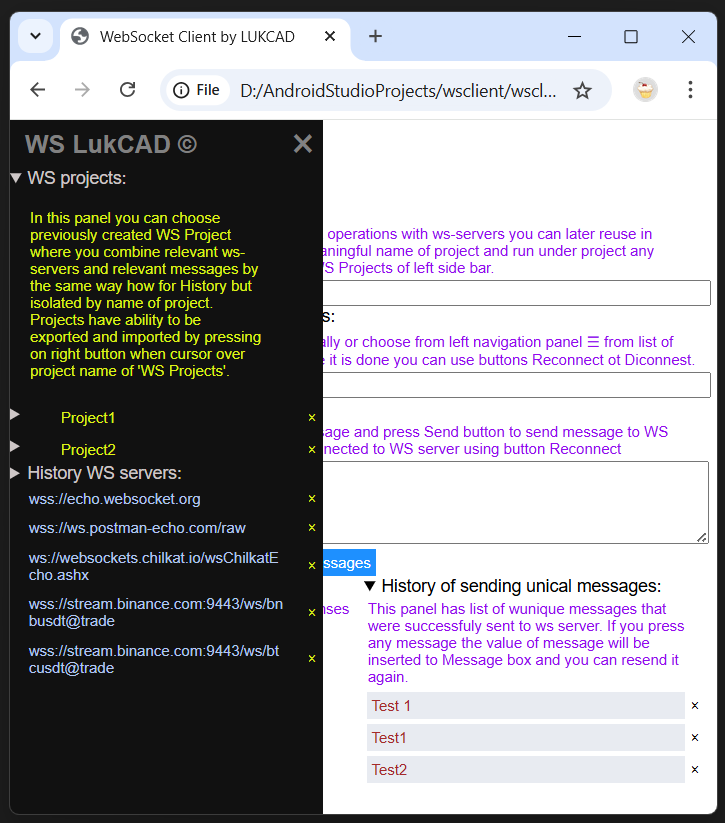 WebSocket Client by LUKCAD
File
D:/AndroidStudioProjects/wsclient/wscl...
WS LukCAD ©
WS projects:
In this panel you can choose
previously created WS Project
where you combine relevant ws-
servers and relevant messages by
the same way how for History but
isolated by name of project.
Projects have ability to be
exported and imported by pressing
on right button when cursor over
project name of 'WS Projects'.
Project1 ×
Project2 ×
History WS servers:
wss://echo.websocket.org ×
wss://ws.postman-echo.com/raw ×
ws://websockets.chilkat.io/wsChilkatE
cho.ashx ×
wss://stream.binance.com:9443/ws/bn
busdt@trade ×
wss://stream.binance.com:9443/ws/bt
cusdt@trade ×
operations with ws-servers you can later reuse in
aningful name of project and run under project any
VS Projects of left side bar.
s:
ally or choose from left navigation panel ☰ from list of
e it is done you can use buttons Reconnect ot Diconnest.
sage and press Send button to send message to WS
nected to WS server using button Reconnect
ssages
nses
History of sending unical messages:
This panel has list of wunique messages that
were successfuly sent to ws server. If you press
any message the value of message will be
inserted to Message box and you can resend it
again.
Test 1 ×
Test1 ×
Test2 ×